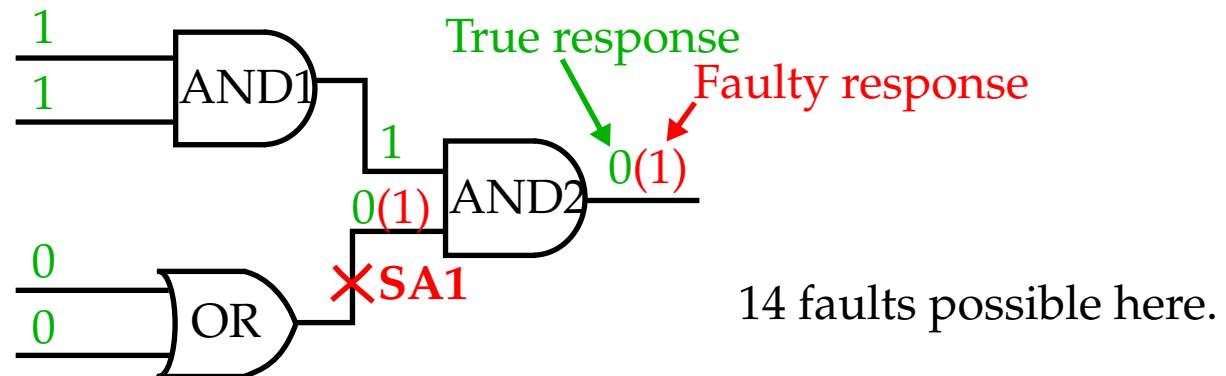 1
True response
1
AND1
Faulty response
1
0(1)
0(1)
AND2
0
SA1
0
OR
14 faults possible here.